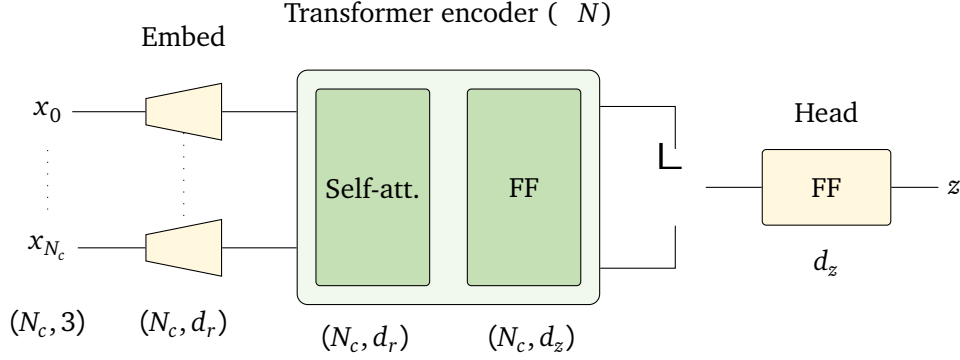 Transformer encoder ( N)
Embed
x_0
Self-att.
FF
Head
FF
z
x_{N_c}
d_z
(N_c, 3)
(N_c, d_r)
(N_c, d_r)
(N_c, d_z)